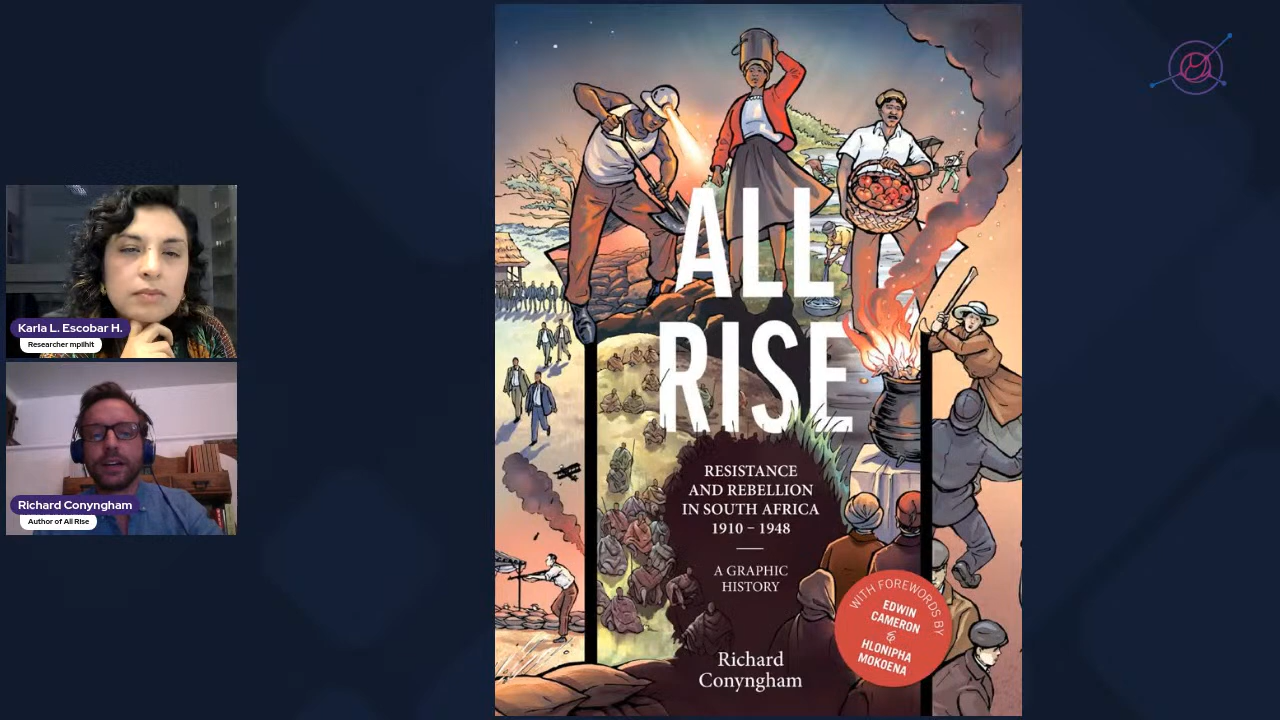 Karla L. Escobar H.
Researcher mpilhlt
Richard Conyngham
Author of All Rise
ALL
RISE
RESISTANCE
AND REBELLION
IN SOUTH AFRICA
1910 – 1948
A GRAPHIC
HISTORY
Richard
Conyngham
WITH FOREWORDS BY
EDWIN
CAMERON
&
HLONIPHA
MOKOENA